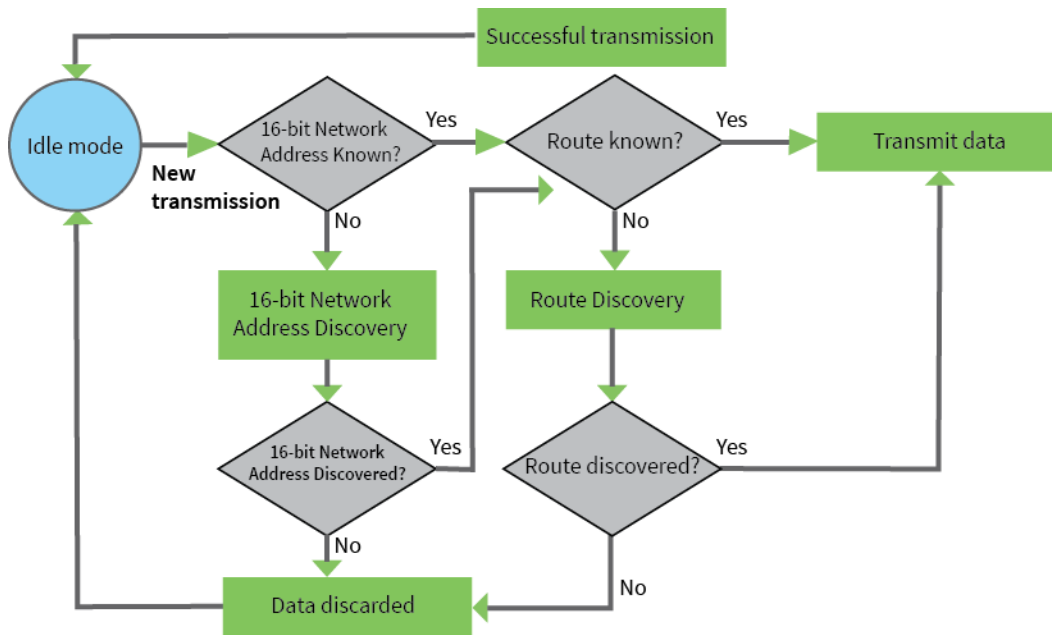 Successful transmission
Idle mode
New
transmission
16-bit Network
Address Known?
Yes
Route known?
Yes
Transmit data
No
No
16-bit Network
Address Discovery
Route Discovery
16-bit Network
Address Discovered?
Yes
Route discovered?
Yes
No
No
Data discarded